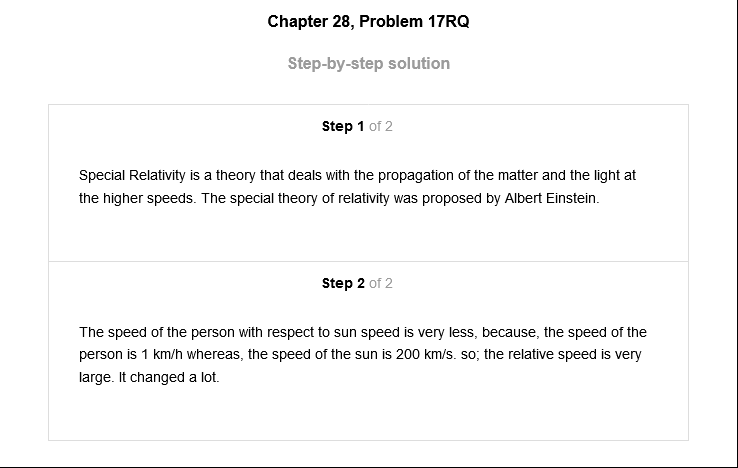 Chapter 28, Problem 17RQ
Step-by-step solution
Step 1 of 2
Special Relativity is a theory that deals with the propagation of the matter and the light at
the higher speeds. The special theory of relativity was proposed by Albert Einstein.
Step 2 of 2
The speed of the person with respect to sun speed is very less, because, the speed of the
person is 1 km/h whereas, the speed of the sun is 200 km/s. so; the relative speed is very
large. It changed a lot.